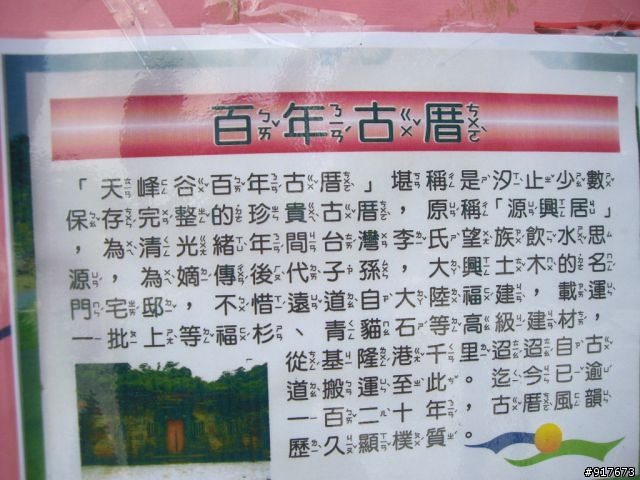 百年古厝
「天峰谷百年古厝」堪稱是汐止少數
保存完整的珍貴古厝，原稱「源興居」
，為清光緒年間台灣李氏望族飲水思
源，為嫡傳後代子孫，大興土木的名
門宅邸，不惜遠道自大陸福建，載運
一批上等福杉、青貓石等高級建材，
從基隆港千里迢迢自古
道搬運至此。迄今已逾
一百二十年，古厝風韻
歷久顯樸質。
#917673